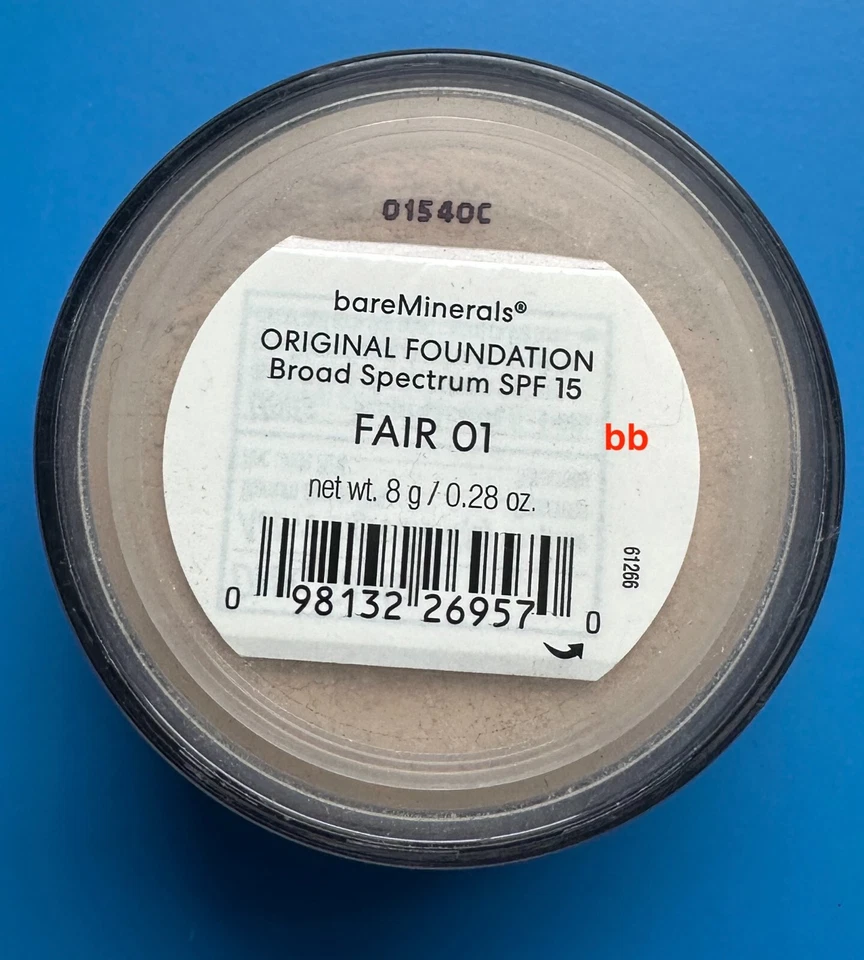 01540C
bareMinerals®
ORIGINAL FOUNDATION
Broad Spectrum SPF 15
FAIR 01
bb
net wt. 8 g / 0.28 oz.
61266
0 98132 26957 0